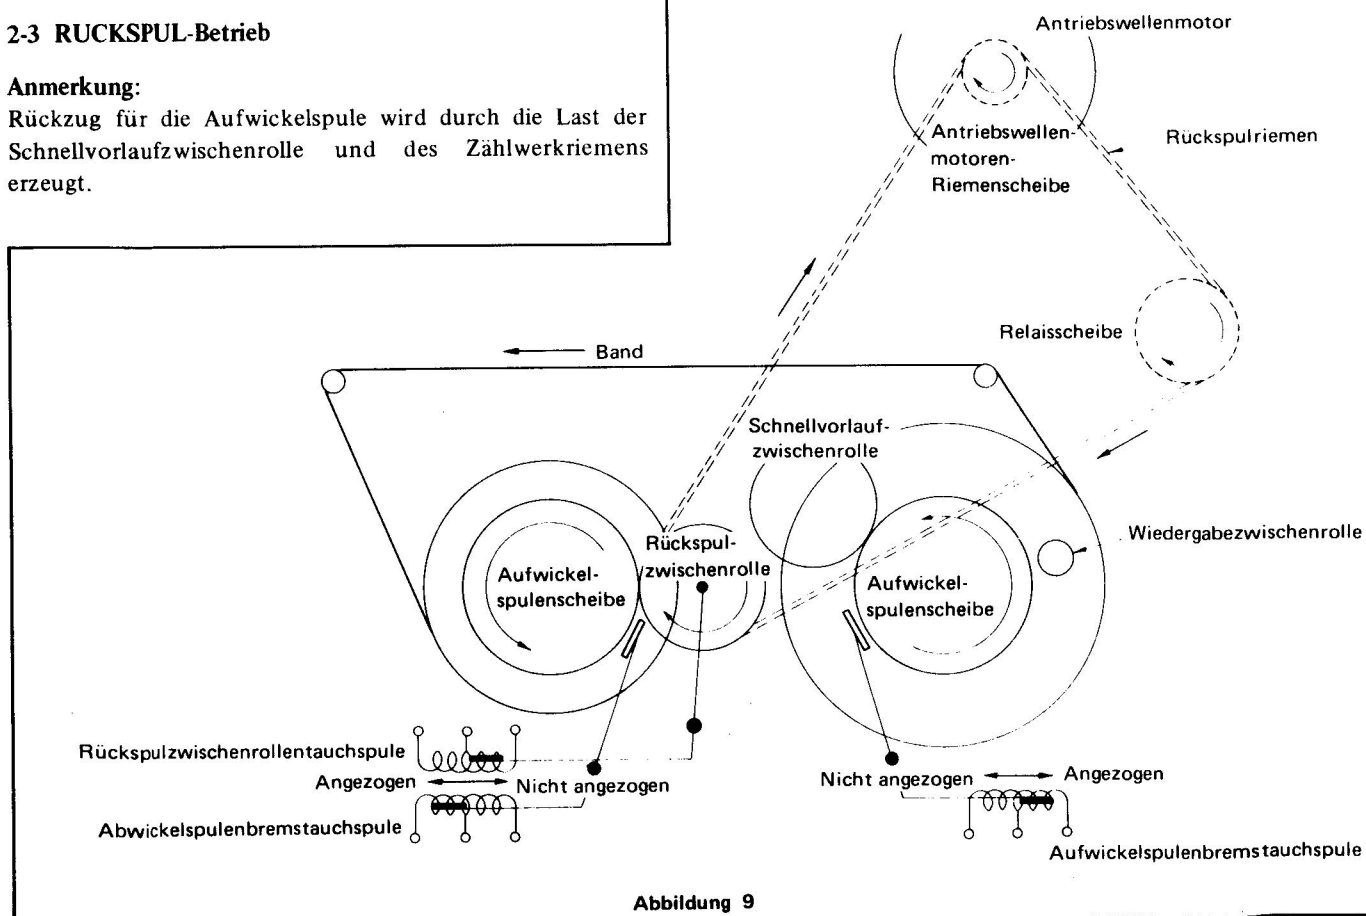 2-3 RUCKSPUL-Betrieb
Anmerkung:
Rückzug für die Aufwickelspule wird durch die Last der
Schnellvorlaufzwischenrolle und des Zählwerkriemens
erzeugt.
Antriebswellenmotor
Antriebswellen-
motoren-
Riemenscheibe
Rückspulriemen
Relaisscheibe
Band
Schnellvorlauf-
zwischenrolle
Wiedergabezwischenrolle
Rückspul-
zwischenrolle
Aufwickel-
spulenscheibe
Aufwickel-
spulenscheibe
Rückspulzwischenrollentauchspule
Angezogen
Nicht angezogen
Abwickelspulenbremstauchspule
Nicht angezogen
Angezogen
Aufwickelspulenbremstauchspule
Abbildung 9